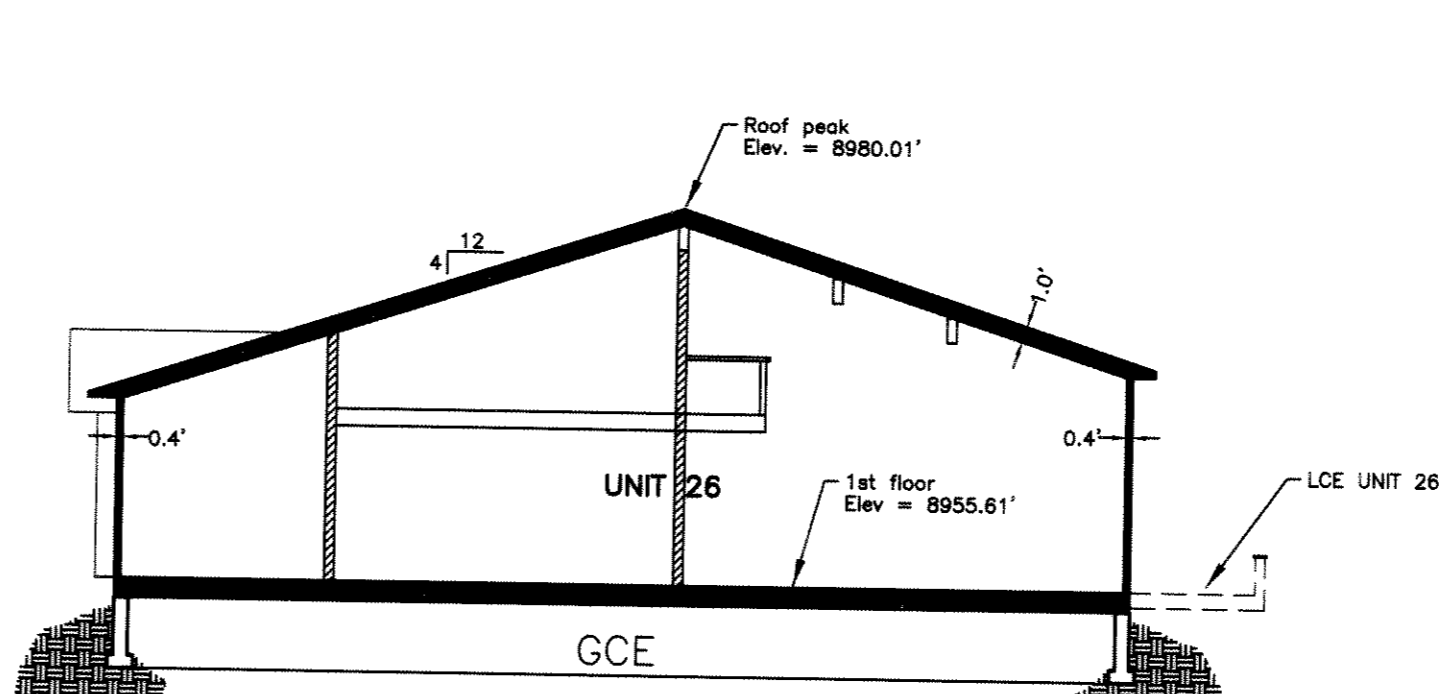 Roof peak
Elev. = 8980.01'
12
4
1.0'
0.4'
0.4'
UNIT 26
1st floor
Elev = 8955.61'
LCE UNIT 26
GCE